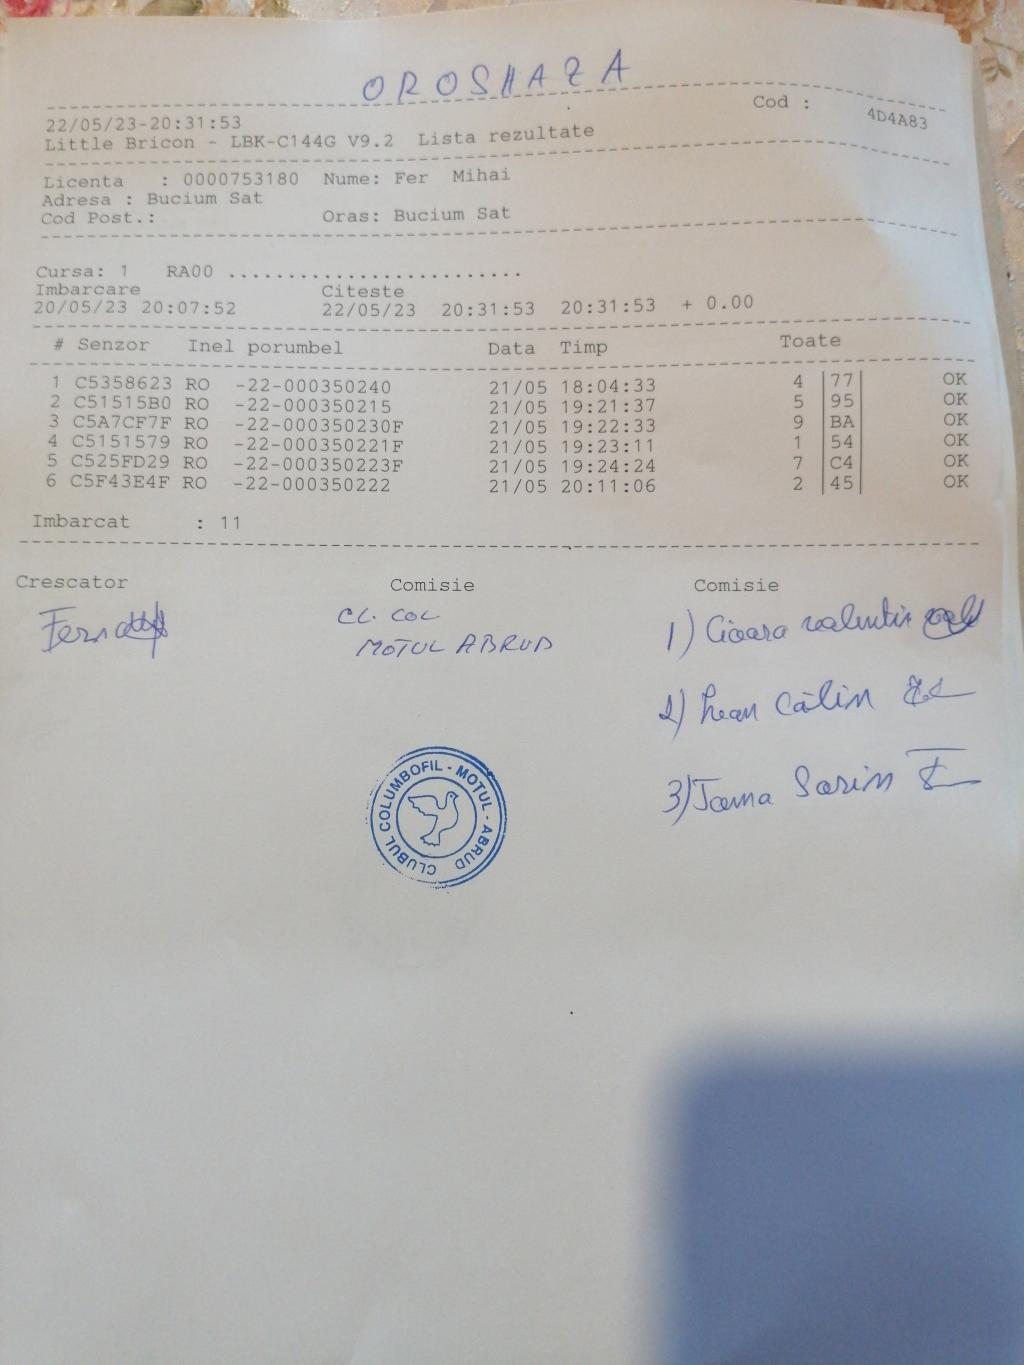 OROSHAZA
Cod : 4D4A83
22/05/23-20:31:53
Little Bricon - LBK-C144G V9.2 Lista rezultate
Licenta : 0000753180 Nume: Fer Mihai
Adresa : Bucium Sat
Cod Post.: Oras: Bucium Sat
Cursa: 1 RA00 .........................
Imbarcare Citeste
20/05/23 20:07:52 22/05/23 20:31:53 20:31:53 + 0.00
# Senzor Inel porumbel Data Timp Toate
1 C5358623 RO -22-000350240 21/05 18:04:33 4 |77| OK
2 C51515B0 RO -22-000350215 21/05 19:21:37 5 |95| OK
3 C5A7CF7F RO -22-000350230F 21/05 19:22:33 9 |BA| OK
4 C5151579 RO -22-000350221F 21/05 19:23:11 1 |54| OK
5 C525FD29 RO -22-000350223F 21/05 19:24:24 7 |C4| OK
6 C5F43E4F RO -22-000350222 21/05 20:11:06 2 |45| OK
Imbarcat : 11
Crescator Comisie Comisie
CL. COL
MOTUL ABRUD
1) valentin
2) Călin
3) Sorin
CLUBUL COLUMBOFIL - MOTUL - ABRUD